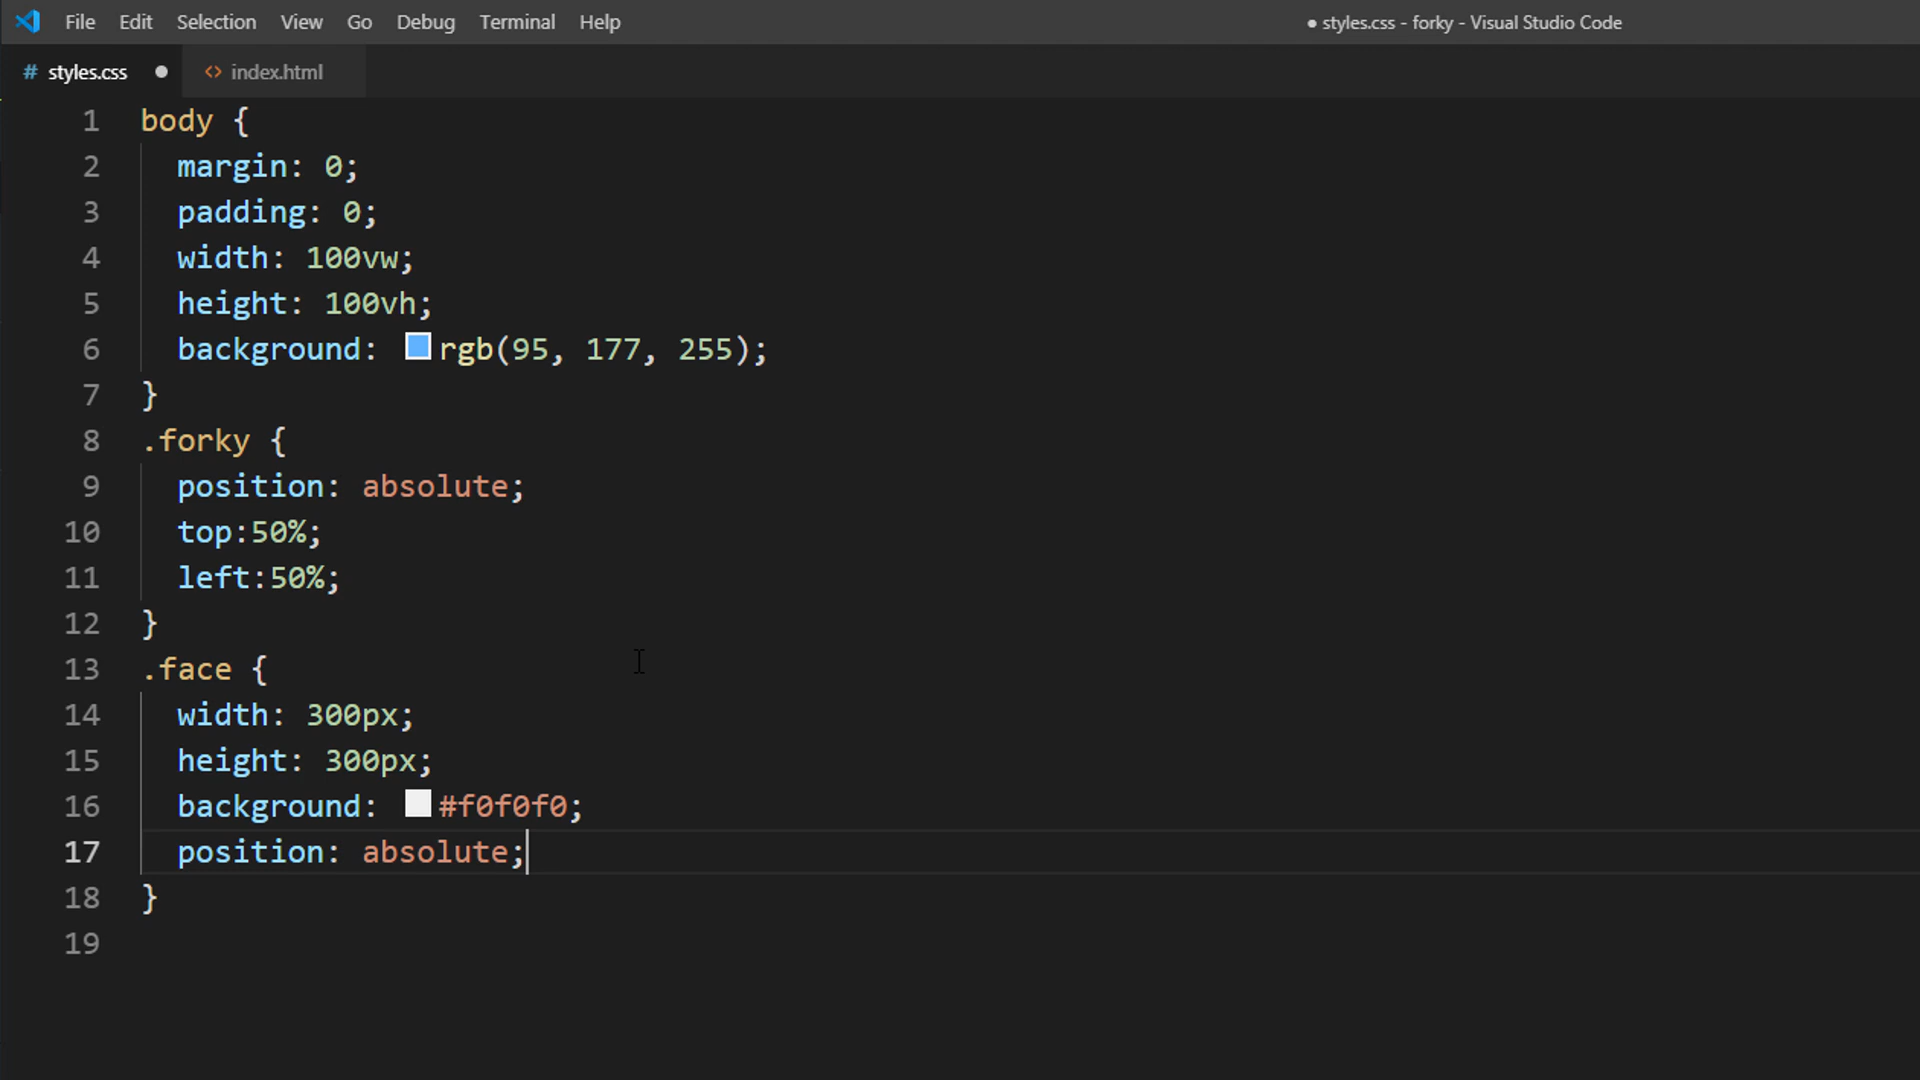 File Edit Selection View Go Debug Terminal Help ● styles.css - forky - Visual Studio Code
# styles.css ● <> index.html
1 body {
2 margin: 0;
3 padding: 0;
4 width: 100vw;
5 height: 100vh;
6 background: rgb(95, 177, 255);
7 }
8 .forky {
9 position: absolute;
10 top:50%;
11 left:50%;
12 }
13 .face {
14 width: 300px;
15 height: 300px;
16 background: #f0f0f0;
17 position: absolute;
18 }
19